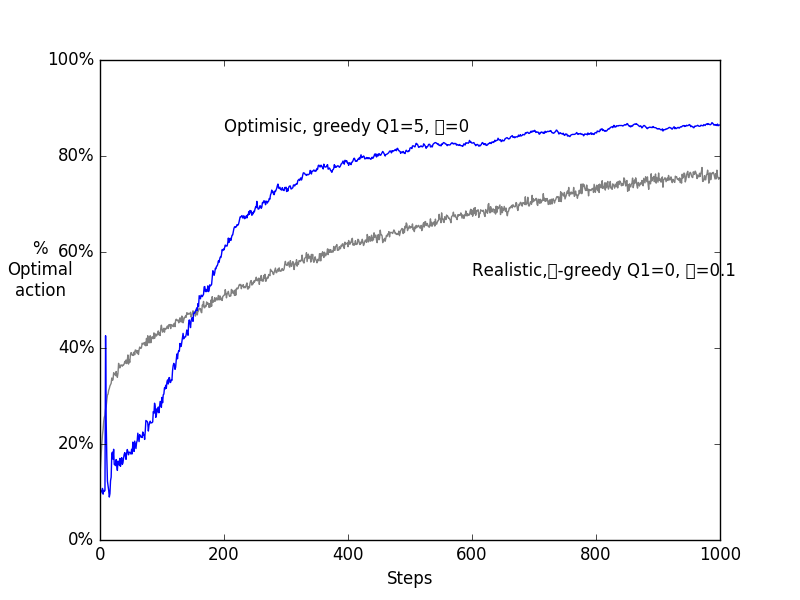 100%
Optimisic, greedy Q1=5, ▯=0
80%
60%
%
Optimal
action
Realistic,▯-greedy Q1=0, ▯=0.1
40%
20%
0%
0 200 400 600 800 1000
Steps